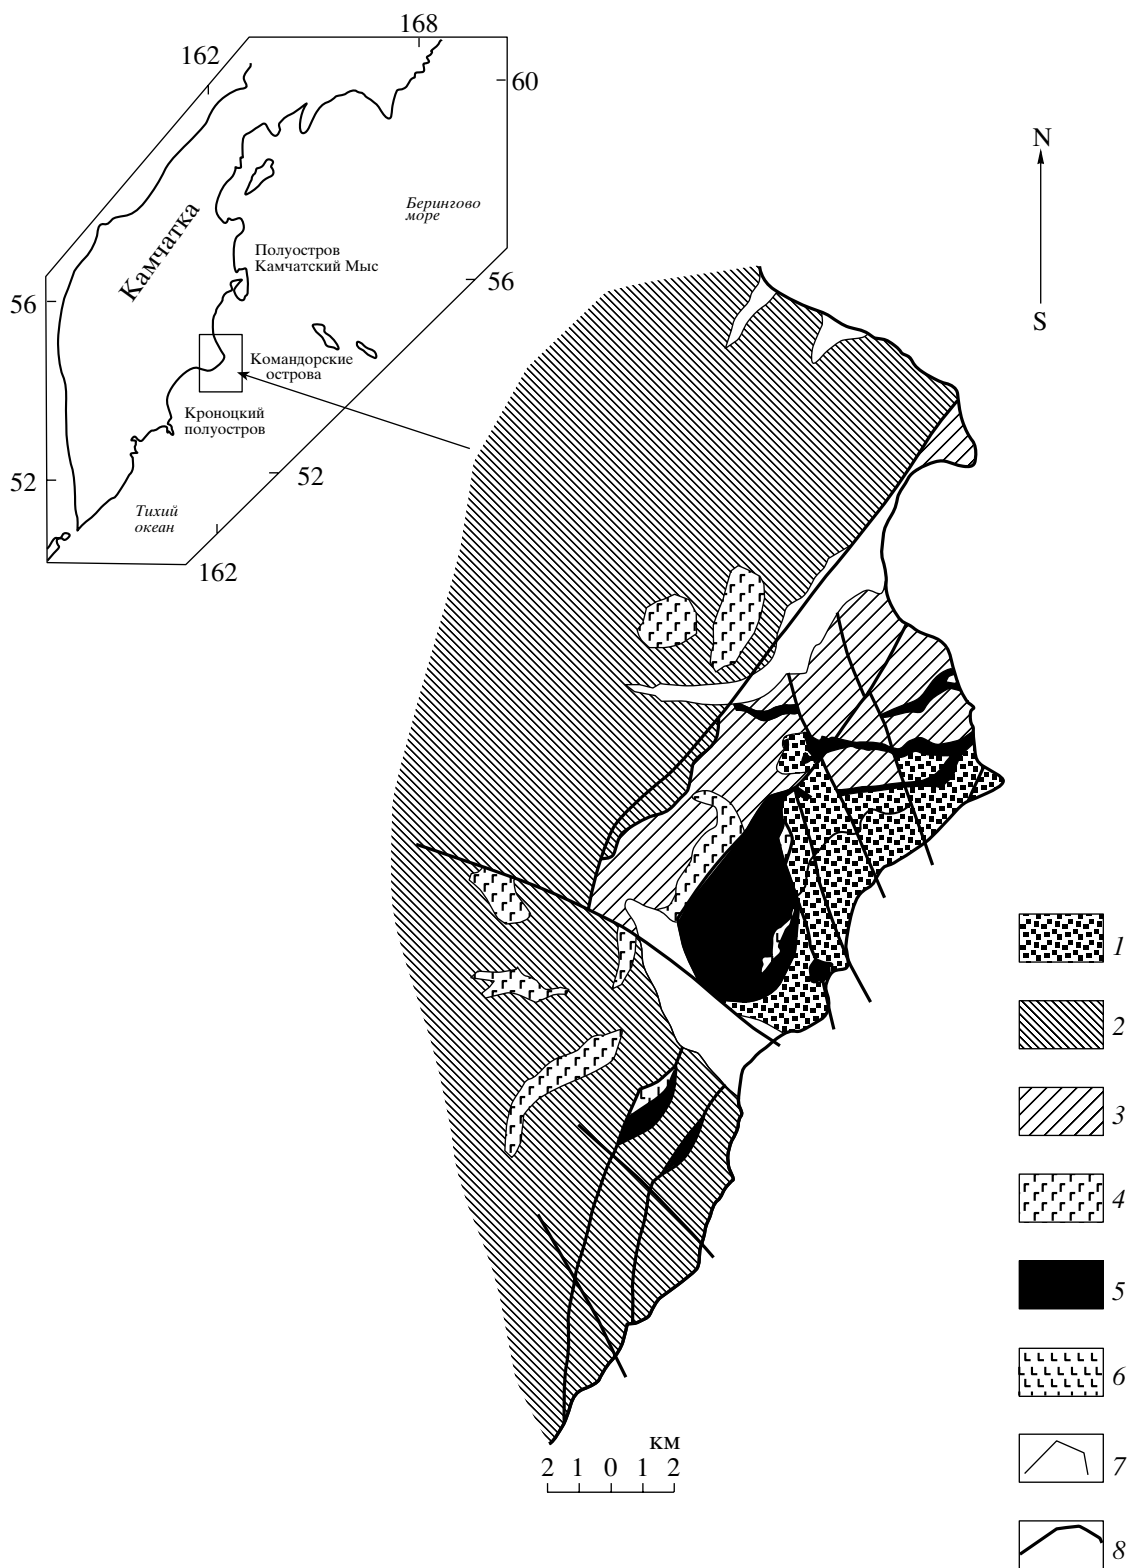 168
162
60
N
Берингово
море
Камчатка
Полуостров
Камчатский Мыс
56
56
S
Командорские
острова
Кроноцкий
полуостров
52
52
Тихий
океан
162
1
2
3
4
5
6
7
8
км
2 1 0 1 2